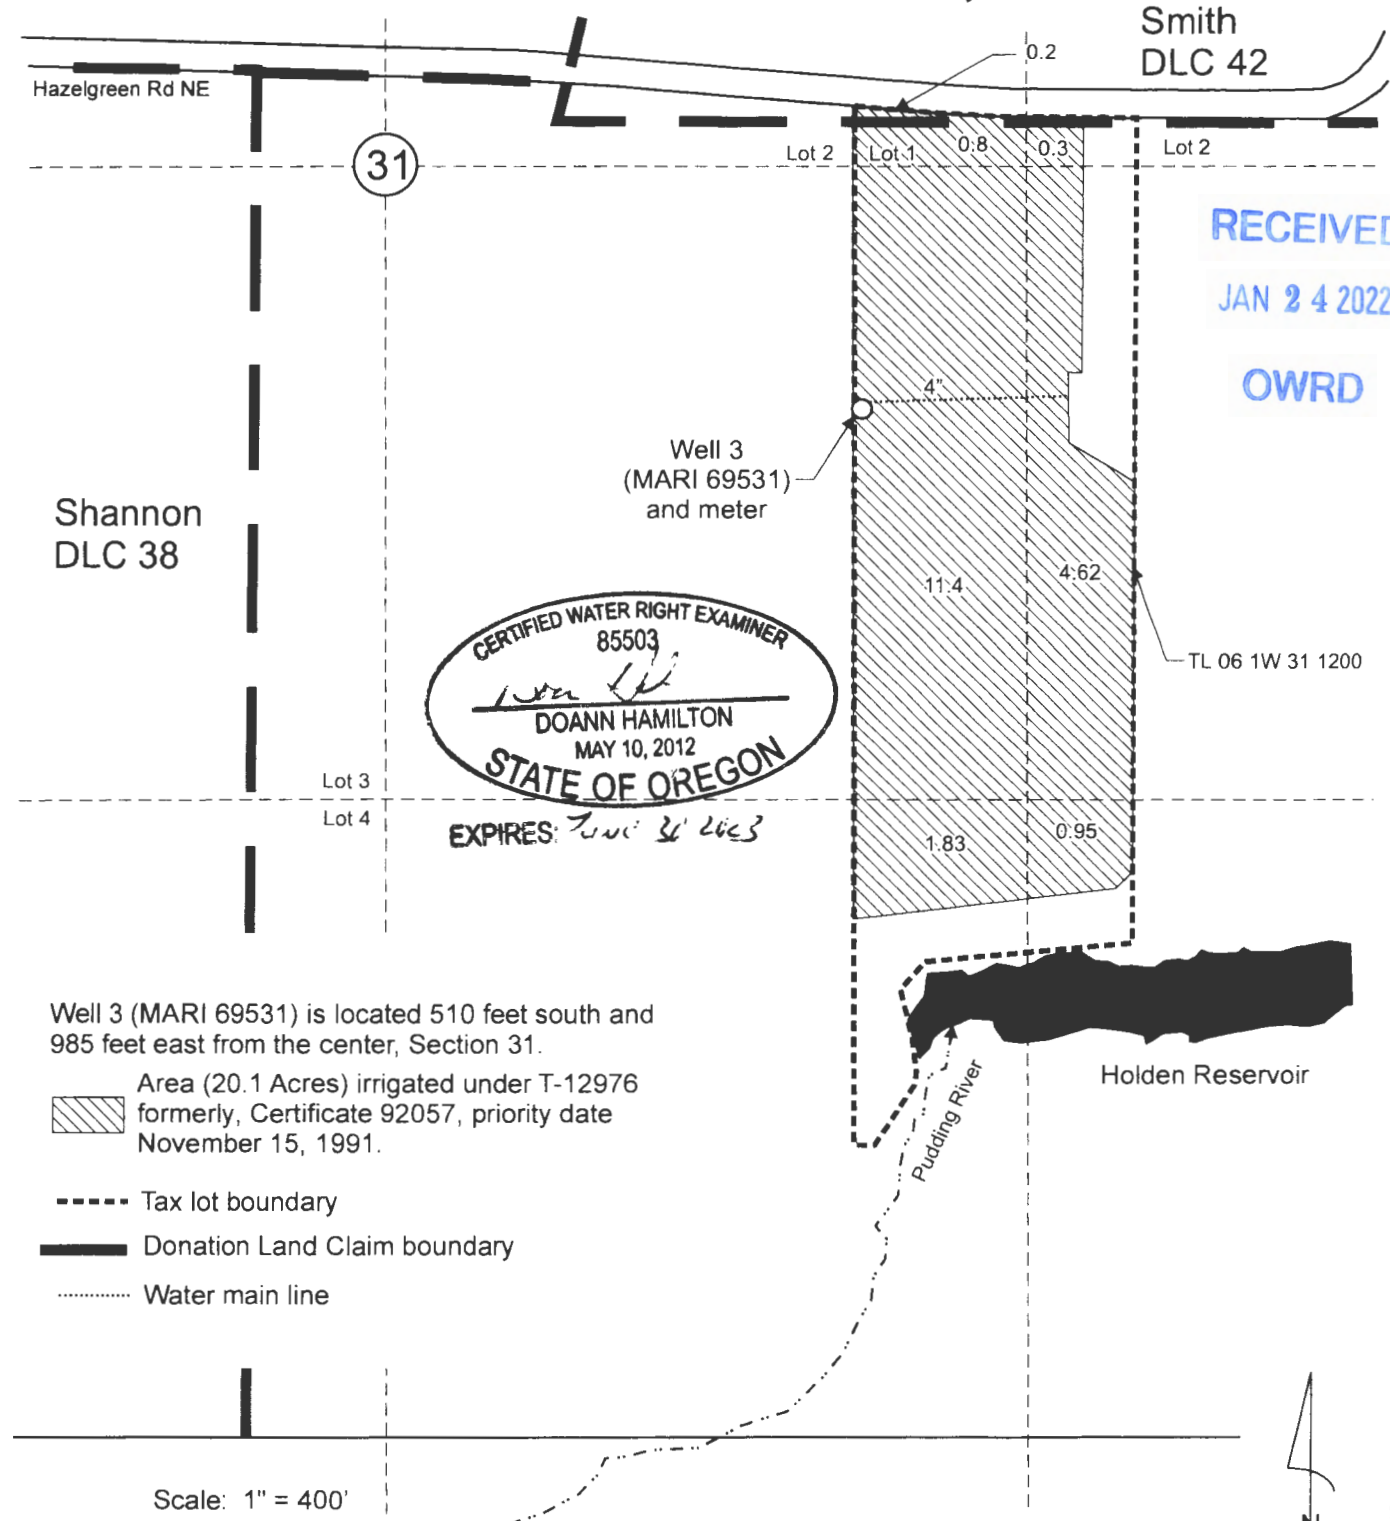 Smith
DLC 42
0.2
Hazelgreen Rd NE
31
Lot 2
Lot 1
0.8
0.3
Lot 2
RECEIVED
JAN 24 2022
OWRD
4"
Well 3
(MARI 69531)
and meter
Shannon
DLC 38
11.4
4.62
TL 06 1W 31 1200
CERTIFIED WATER RIGHT EXAMINER
85503
DOANN HAMILTON
MAY 10, 2012
STATE OF OREGON
EXPIRES: June 30 2023
Lot 3
Lot 4
1.83
0.95
Well 3 (MARI 69531) is located 510 feet south and
985 feet east from the center, Section 31.
Area (20.1 Acres) irrigated under T-12976
formerly, Certificate 92057, priority date
November 15, 1991.
Holden Reservoir
Pudding River
Tax lot boundary
Donation Land Claim boundary
Water main line
Scale: 1" = 400'
N